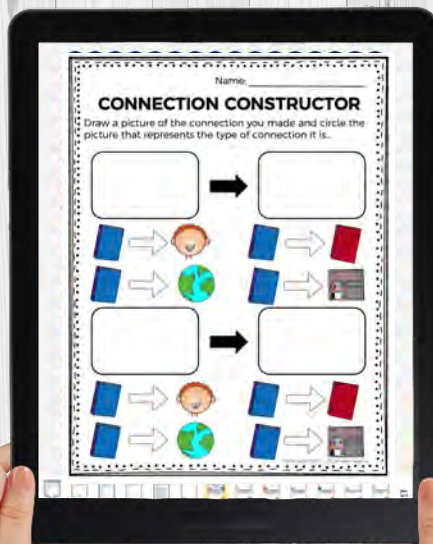 Name:
CONNECTION CONSTRUCTOR
Draw a picture of the connection you made and circle the
picture that represents the type of connection it is..